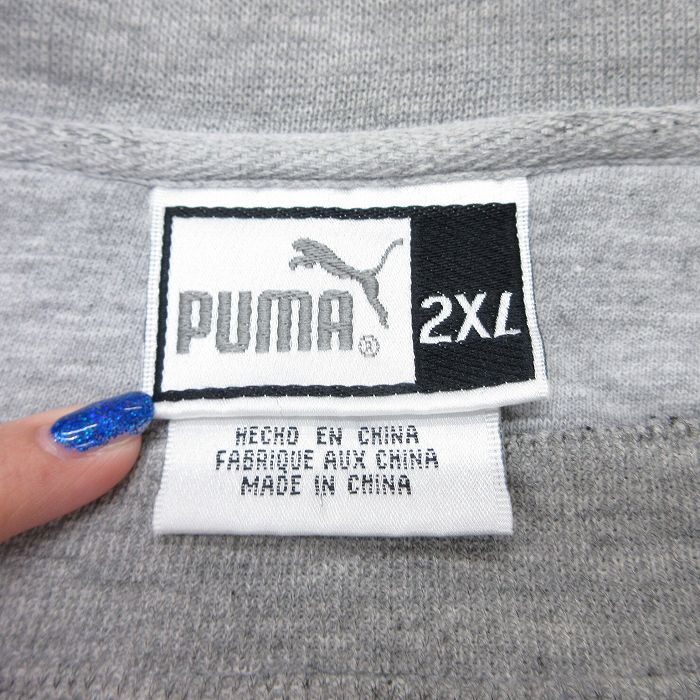 PUMA®
2XL
HECHO EN CHINA
FABRIQUE AUX CHINA
MADE IN CHINA